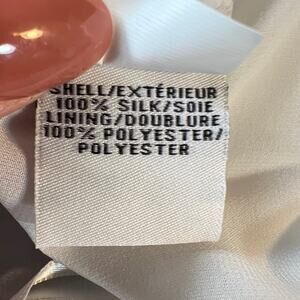 SHELL/EXTÉRIEUR
100% SILK/SOIE
LINING/DOUBLURE
100% POLYESTER/
POLYESTER